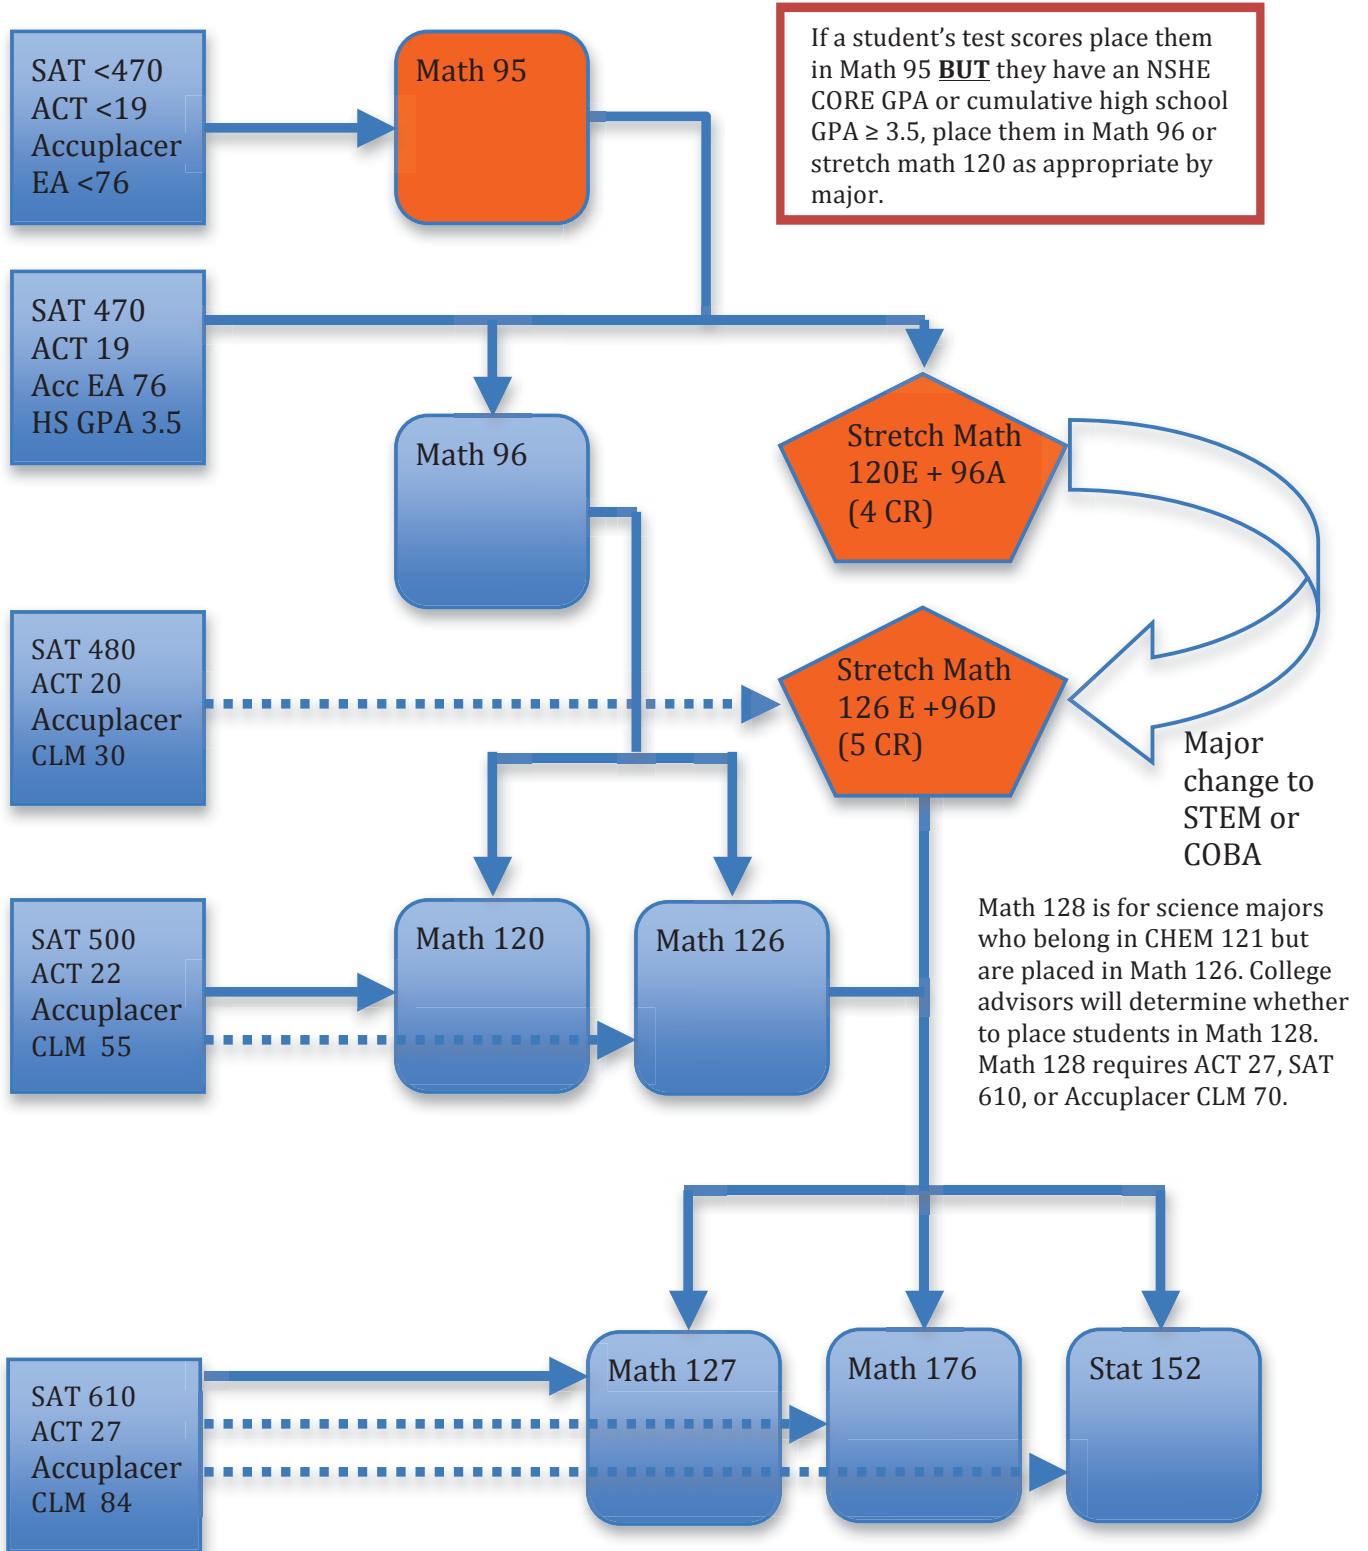 SAT <470
ACT <19
Accuplacer
EA <76
Math 95
If a student’s test scores place them
in Math 95 BUT they have an NSHE
CORE GPA or cumulative high school
GPA ≥ 3.5, place them in Math 96 or
stretch math 120 as appropriate by
major.
SAT 470
ACT 19
Acc EA 76
HS GPA 3.5
Math 96
Stretch Math
120E + 96A
(4 CR)
SAT 480
ACT 20
Accuplacer
CLM 30
Stretch Math
126 E +96D
(5 CR)
Major
change to
STEM or
COBA
SAT 500
ACT 22
Accuplacer
CLM 55
Math 120
Math 126
Math 128 is for science majors
who belong in CHEM 121 but
are placed in Math 126. College
advisors will determine whether
to place students in Math 128.
Math 128 requires ACT 27, SAT
610, or Accuplacer CLM 70.
SAT 610
ACT 27
Accuplacer
CLM 84
Math 127
Math 176
Stat 152